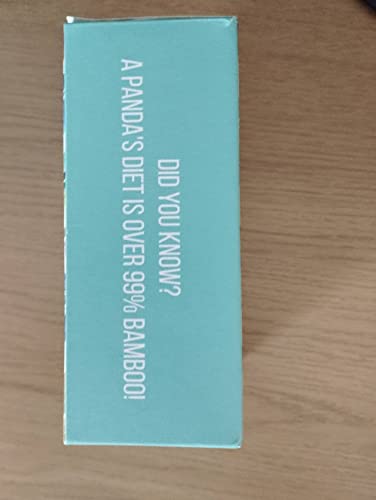 DID YOU KNOW?
A PANDA'S DIET IS OVER 99% BAMBOO!